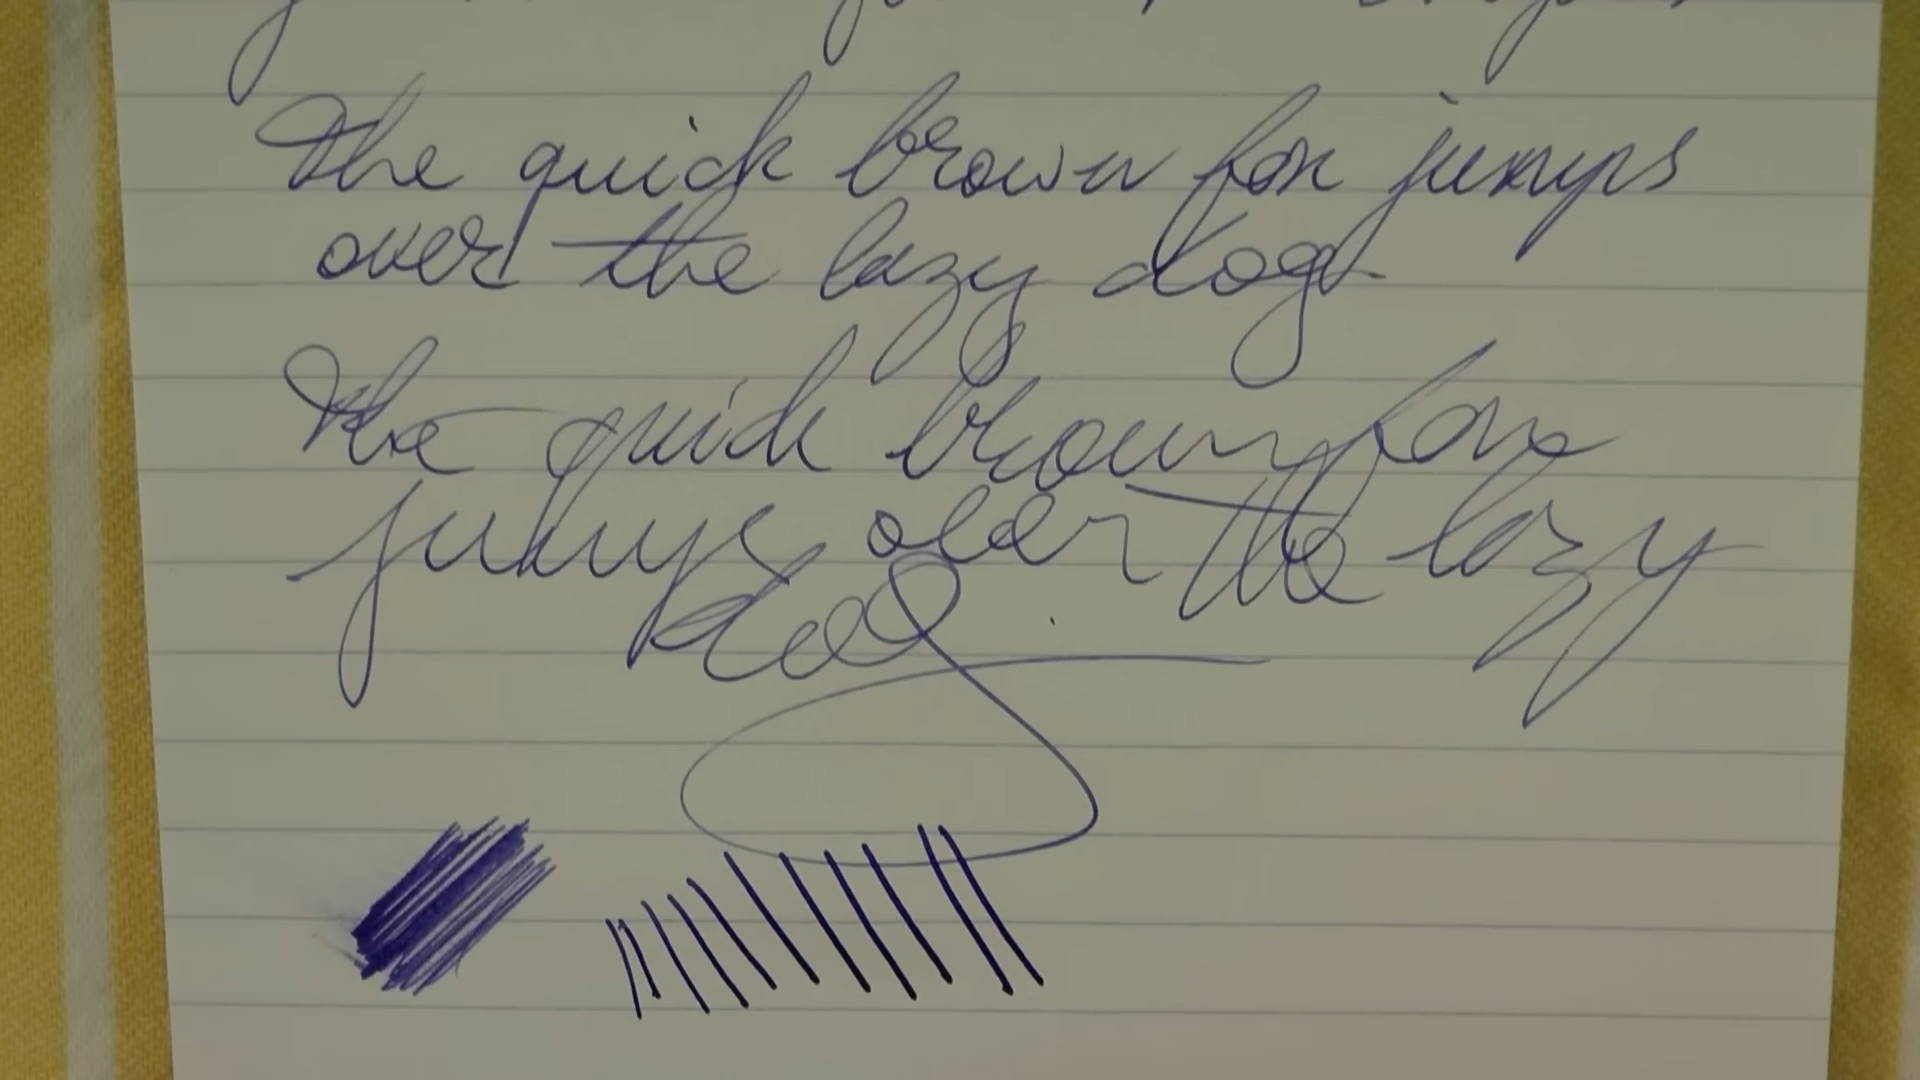 The quick brown fox jumps
over the lazy dog
The quick brown fox
jumps over the lazy
dog